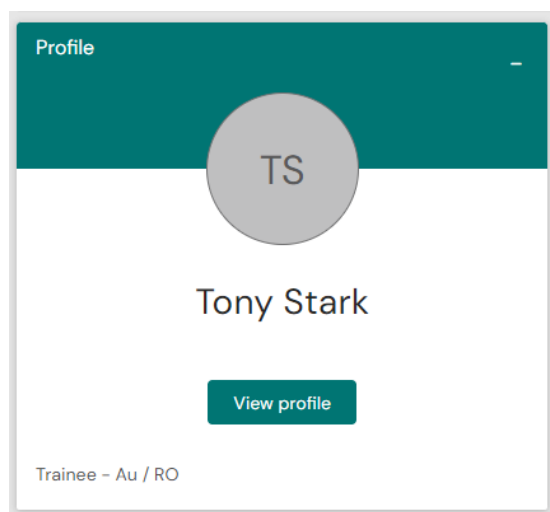 Profile
TS
Tony Stark
View profile
Trainee - Au / RO